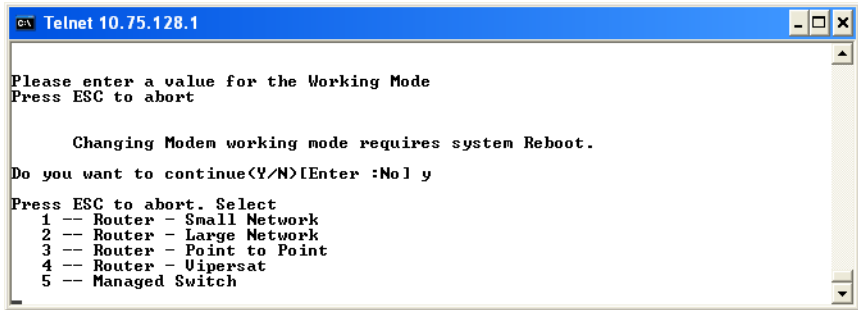 Telnet 10.75.128.1
Please enter a value for the Working Mode
Press ESC to abort
Changing Modem working mode requires system Reboot.
Do you want to continue(Y/N)[Enter :No] y
Press ESC to abort. Select
1 -- Router - Small Network
2 -- Router - Large Network
3 -- Router - Point to Point
4 -- Router - Vipersat
5 -- Managed Switch